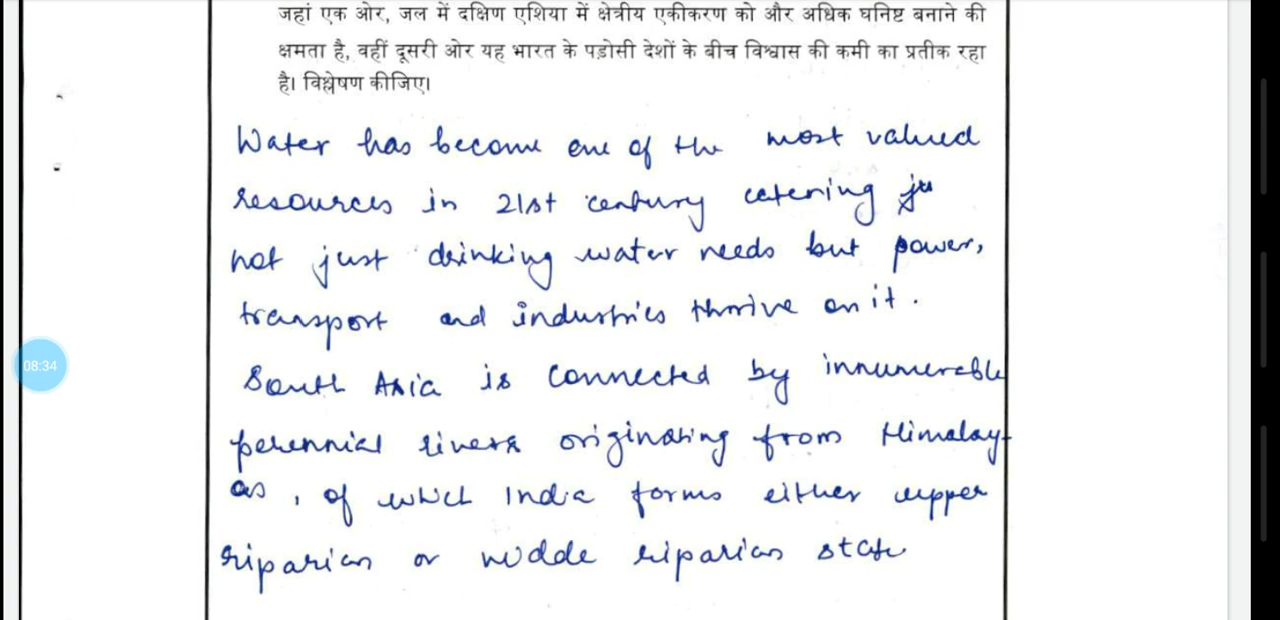 जहां एक ओर, जल में दक्षिण एशिया में क्षेत्रीय एकीकरण को और अधिक घनिष्ट बनाने की
क्षमता है, वहीं दूसरी ओर यह भारत के पड़ोसी देशों के बीच विश्वास की कमी का प्रतीक रहा
है। विश्लेषण कीजिए।
Water has become one of the most valued
resources in 21st century catering
not just drinking water needs but power,
transport and industries thrive on it.
08:34
South Asia is connected by innumerable
perennial rivers originating from Himalay-
as, of which India forms either upper
riparian or middle riparian state